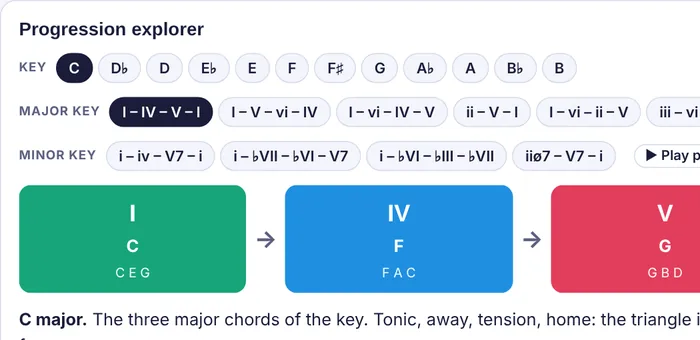 Progression explorer
KEY C D♭ D E♭ E F F♯ G A♭ A B♭ B
MAJOR KEY I – IV – V – I I – V – vi – IV I – vi – IV – V ii – V – I I – vi – ii – V iii – vi
MINOR KEY i – iv – V7 – i i – ♭VII – ♭VI – V7 i – ♭VI – ♭III – ♭VII iiø7 – V7 – i ▶ Play
I → IV → V
C F G
C E G F A C G B D
C major. The three major chords of the key. Tonic, away, tension, home: the triangle